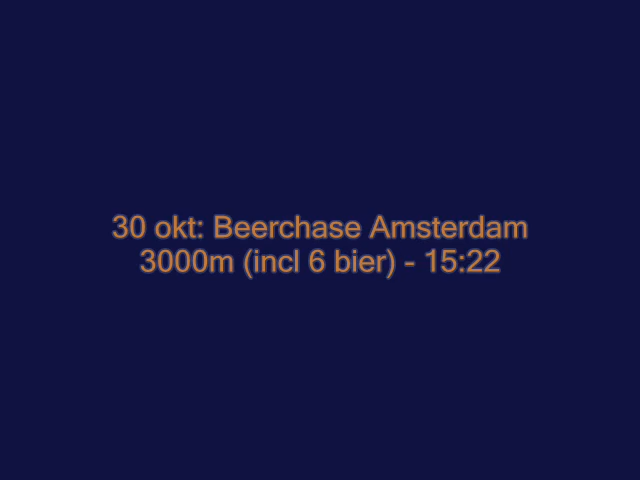 30 okt: Beerchase Amsterdam
3000m (incl 6 bier) - 15:22